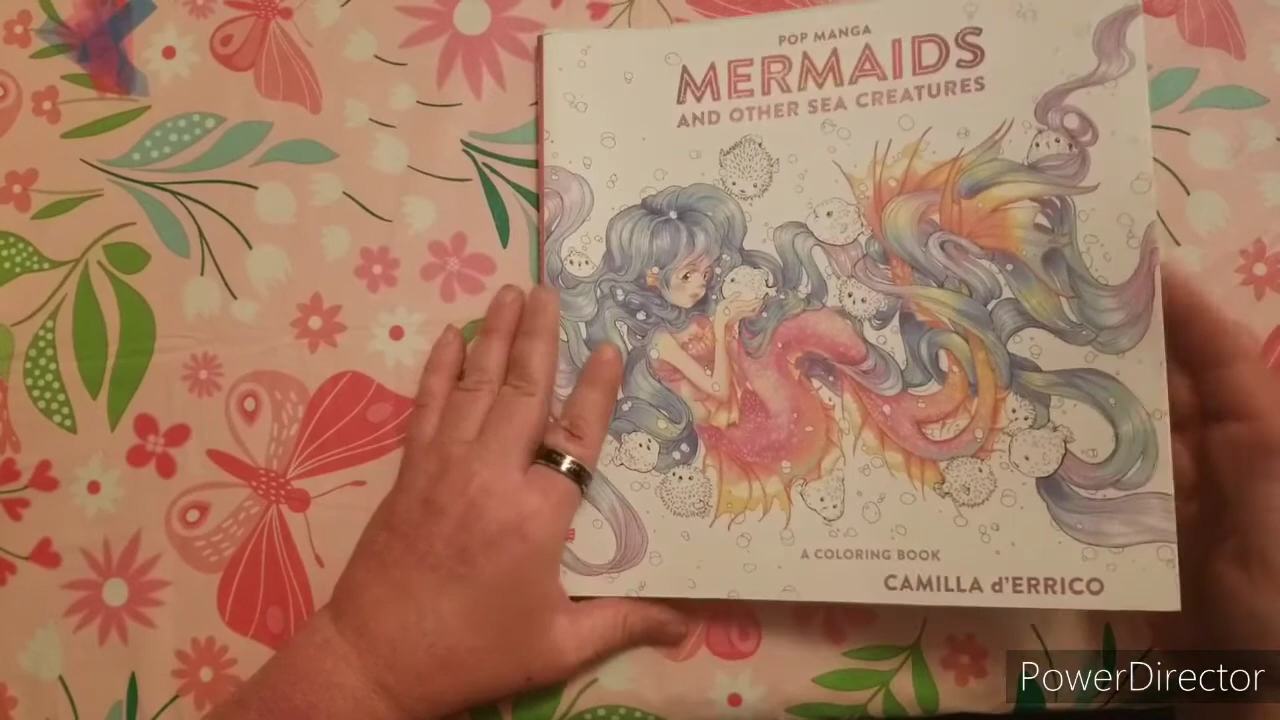 POP MANGA
MERMAIDS
AND OTHER SEA CREATURES
A COLORING BOOK
CAMILLA d'ERRICO
PowerDirector